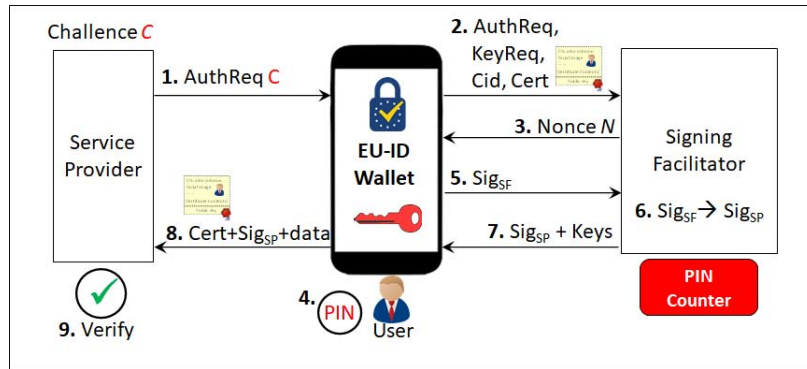 Challence C
1. AuthReq C
2. AuthReq,
KeyReq,
Cid, Cert
Service
Provider
EU-ID
Wallet
3. Nonce N
Signing
Facilitator
5. SigSF
6. SigSF → SigSP
8. Cert+SigSP+data
7. SigSP + Keys
4.
PIN
User
PIN
Counter
9. Verify